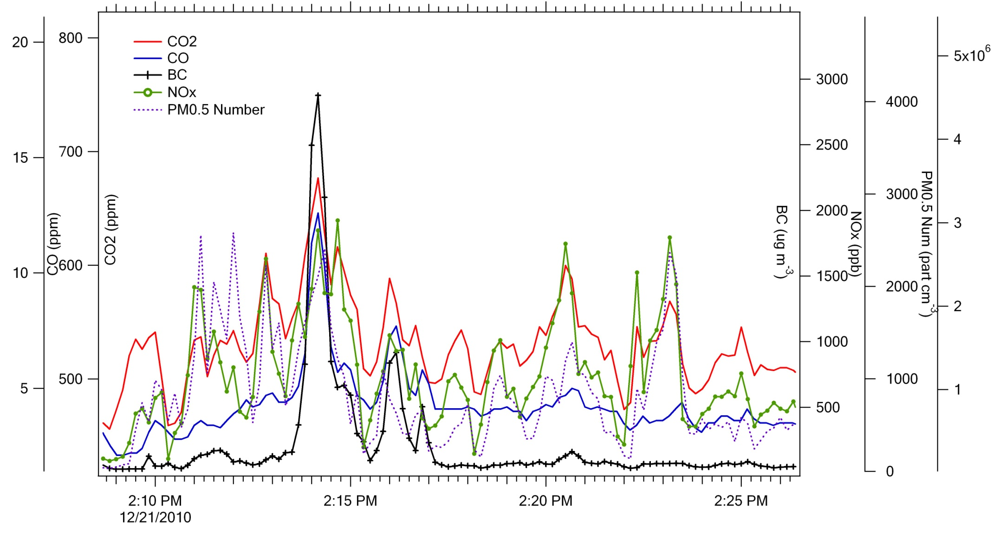 CO2
CO
BC
NOx
PM0.5 Number
20
15
10
5
CO (ppm)
800
700
600
500
CO2 (ppm)
3000
2500
2000
1500
1000
500
BC (ug m-3)
4000
3000
2000
1000
0
NOx (ppb)
5x10^6
4
3
2
1
PM0.5 Num (part cm-3)
2:10 PM
12/21/2010
2:15 PM
2:20 PM
2:25 PM